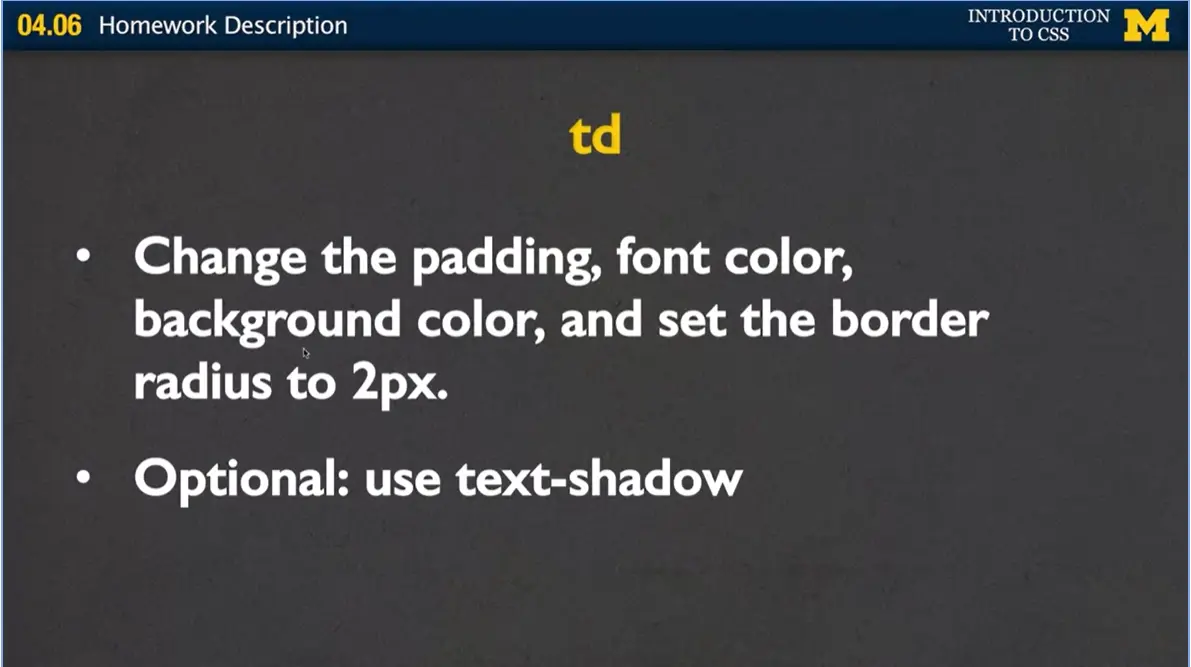 04.06 Homework Description
INTRODUCTION
TO CSS
M
td
• Change the padding, font color,
background color, and set the border
radius to 2px.
• Optional: use text-shadow